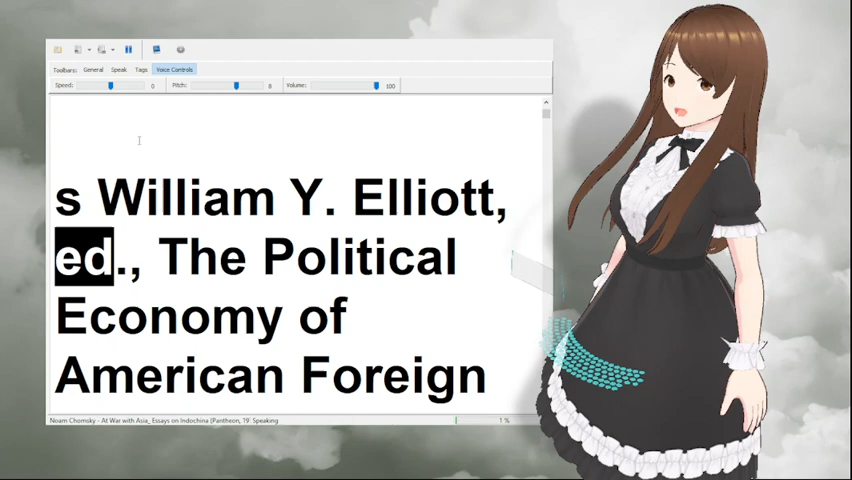 Toolbars: General Speak Tags Voice Controls
Speed: 0 Pitch: 8 Volume: 100
s William Y. Elliott,
ed., The Political
Economy of
American Foreign
Noam Chomsky - At War with Asia_ Essays on Indochina (Pantheon, 19 Speaking 1 %